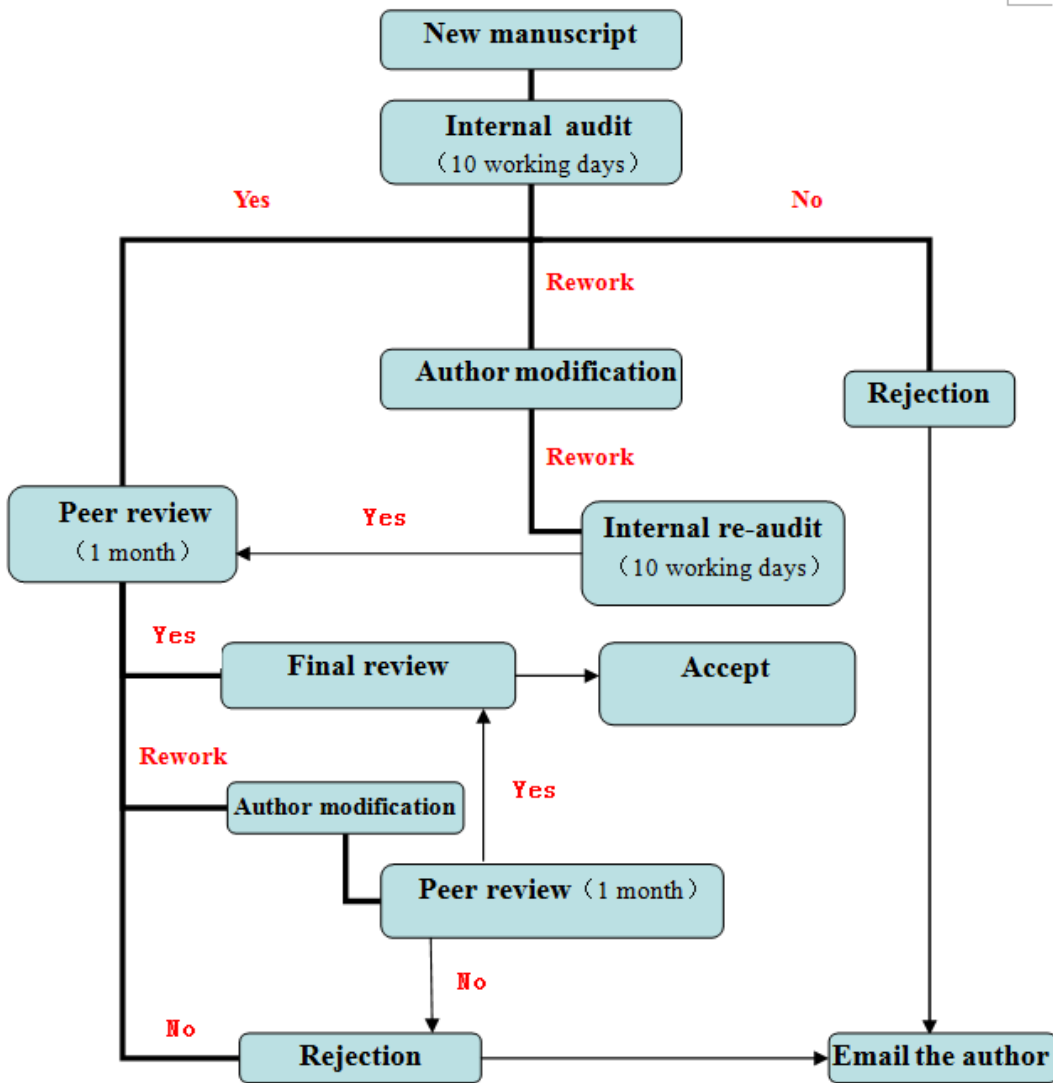 New manuscript
Internal audit
（10 working days）
Yes
No
Rework
Author modification
Rejection
Rework
Peer review
（1 month）
Yes
Internal re-audit
（10 working days）
Yes
Final review
Accept
Rework
Yes
Author modification
Peer review（1 month）
No
No
Rejection
Email the author